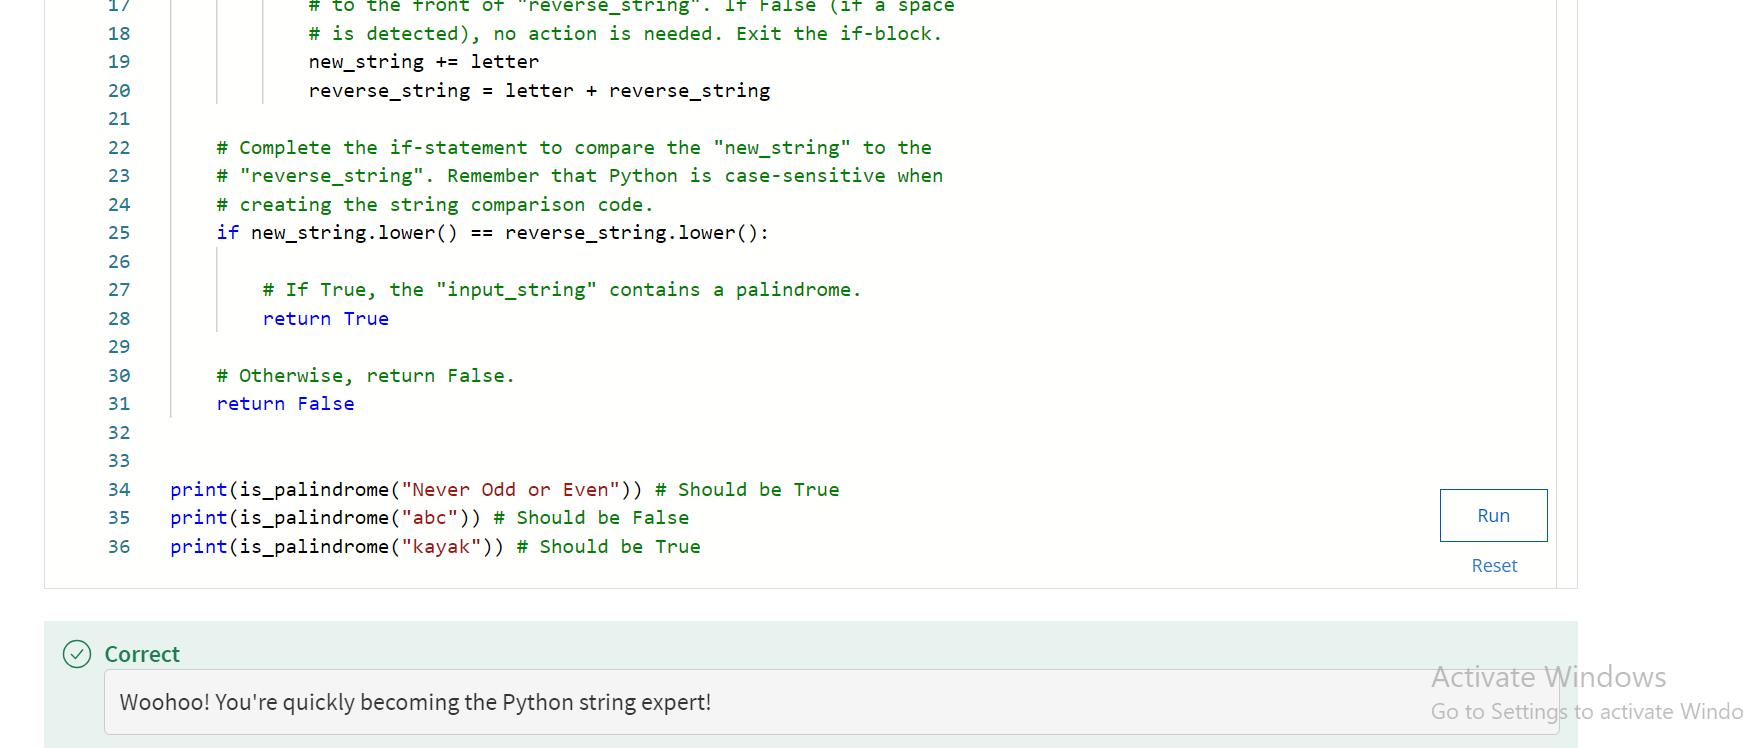 17 # to the front of "reverse_string". If False (if a space
18 # is detected), no action is needed. Exit the if-block.
19 new_string += letter
20 reverse_string = letter + reverse_string
21
22 # Complete the if-statement to compare the "new_string" to the
23 # "reverse_string". Remember that Python is case-sensitive when
24 # creating the string comparison code.
25 if new_string.lower() == reverse_string.lower():
26
27 # If True, the "input_string" contains a palindrome.
28 return True
29
30 # Otherwise, return False.
31 return False
32
33
34 print(is_palindrome("Never Odd or Even")) # Should be True
35 print(is_palindrome("abc")) # Should be False
36 print(is_palindrome("kayak")) # Should be True
Run
Reset
Correct
Woohoo! You're quickly becoming the Python string expert!
Activate Windows
Go to Settings to activate Windo